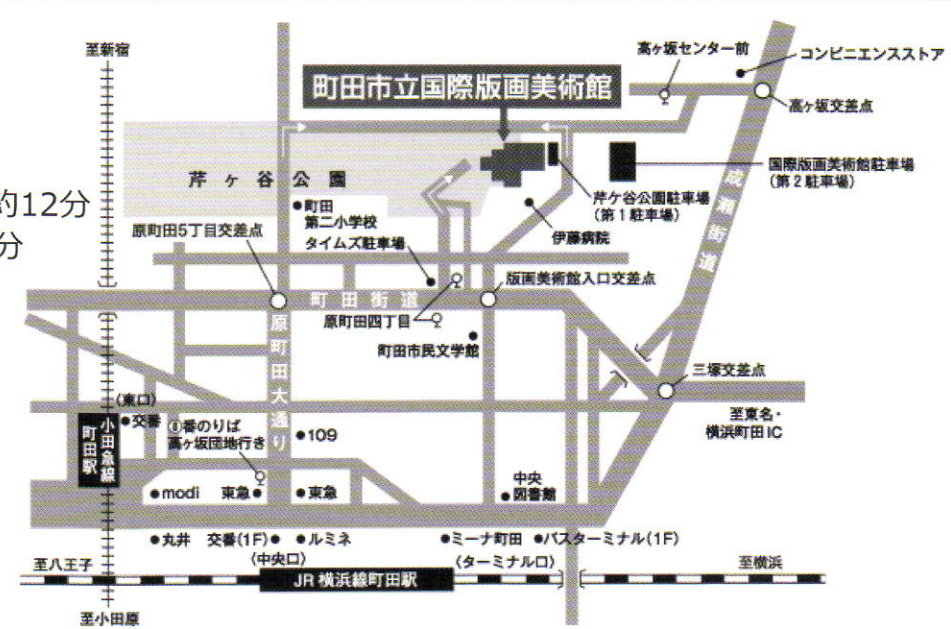 至新宿
高ヶ坂センター前
コンビニエンスストア
町田市立国際版画美術館
高ヶ坂交差点
芹ヶ谷公園
国際版画美術館駐車場
(第2駐車場)
芹ケ谷公園駐車場
(第1駐車場)
成瀬街道
約12分
分
町田
第二小学校
タイムズ駐車場
伊藤病院
原町田5丁目交差点
版画美術館入口交差点
町田街道
原町田四丁目
町田市民文学館
原町田大通り
三塚交差点
至東名・
横浜町田IC
(東口)
交番
小田急線
町田駅
⑧番のりば
高ヶ坂団地行き
109
modi
東急
東急
中央
図書館
丸井
交番(1F)
ルミネ
ミーナ町田
バスターミナル(1F)
〈中央口〉
〈ターミナル口〉
至八王子
JR 横浜線町田駅
至横浜
至小田原